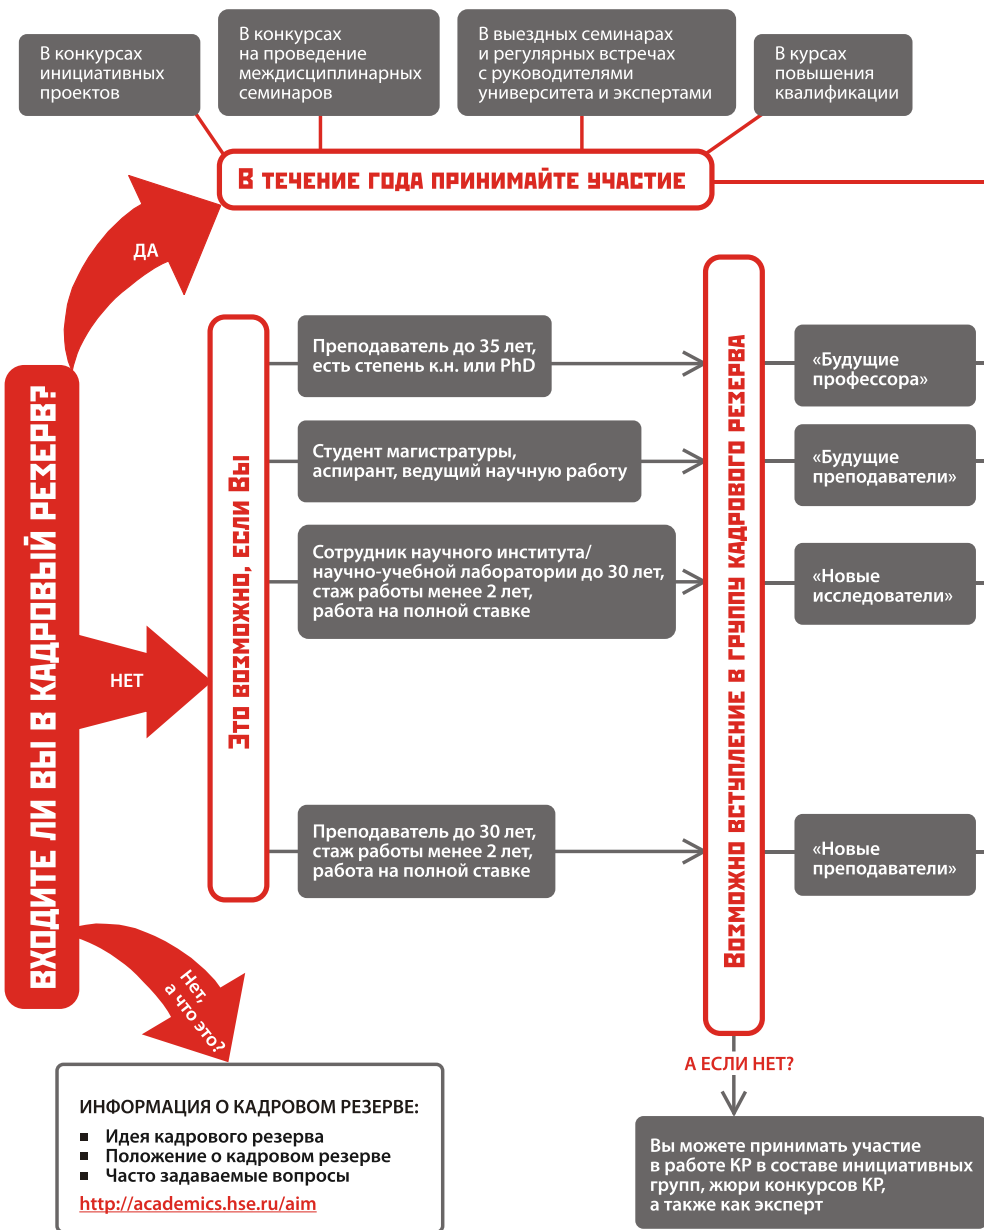 В конкурсах
инициативных
проектов
В конкурсах
на проведение
междисциплинарных
семинаров
В выездных семинарах
и регулярных встречах
с руководителями
университета и экспертами
В курсах
повышения
квалификации
В ТЕЧЕНИЕ ГОДА ПРИНИМАЙТЕ УЧАСТИЕ
ДА
ВХОДИТЕ ЛИ ВЫ В КАДРОВЫЙ РЕЗЕРВ?
НЕТ
ЭТО ВОЗМОЖНО, ЕСЛИ ВЫ
Преподаватель до 35 лет,
есть степень к.н. или PhD
Студент магистратуры,
аспирант, ведущий научную работу
Сотрудник научного института/
научно-учебной лаборатории до 30 лет,
стаж работы менее 2 лет,
работа на полной ставке
Преподаватель до 30 лет,
стаж работы менее 2 лет,
работа на полной ставке
ВОЗМОЖНО ВСТУПЛЕНИЕ В ГРУППУ КАДРОВОГО РЕЗЕРВА
«Будущие
профессора»
«Будущие
преподаватели»
«Новые
исследователи»
«Новые
преподаватели»
Нет,
а что это?
ИНФОРМАЦИЯ О КАДРОВОМ РЕЗЕРВЕ:
▪ Идея кадрового резерва
▪ Положение о кадровом резерве
▪ Часто задаваемые вопросы
http://academics.hse.ru/aim
А ЕСЛИ НЕТ?
Вы можете принимать участие
в работе КР в составе инициативных
групп, жюри конкурсов КР,
а также как эксперт